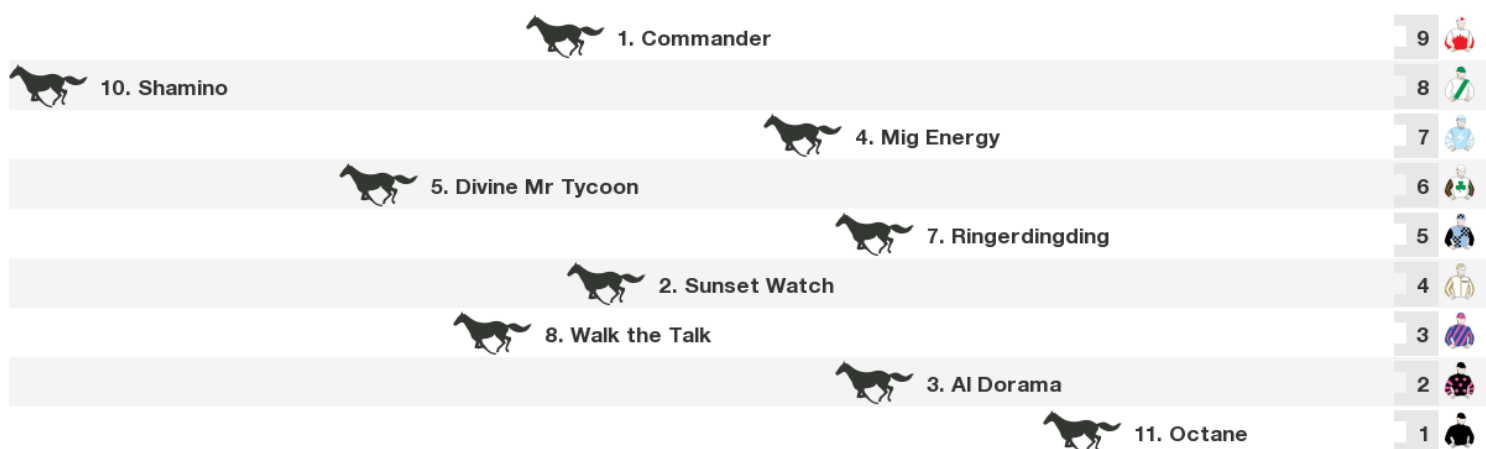 1. Commander 9
10. Shamino 8
4. Mig Energy 7
5. Divine Mr Tycoon 6
7. Ringerdingding 5
2. Sunset Watch 4
8. Walk the Talk 3
3. Al Dorama 2
11. Octane 1